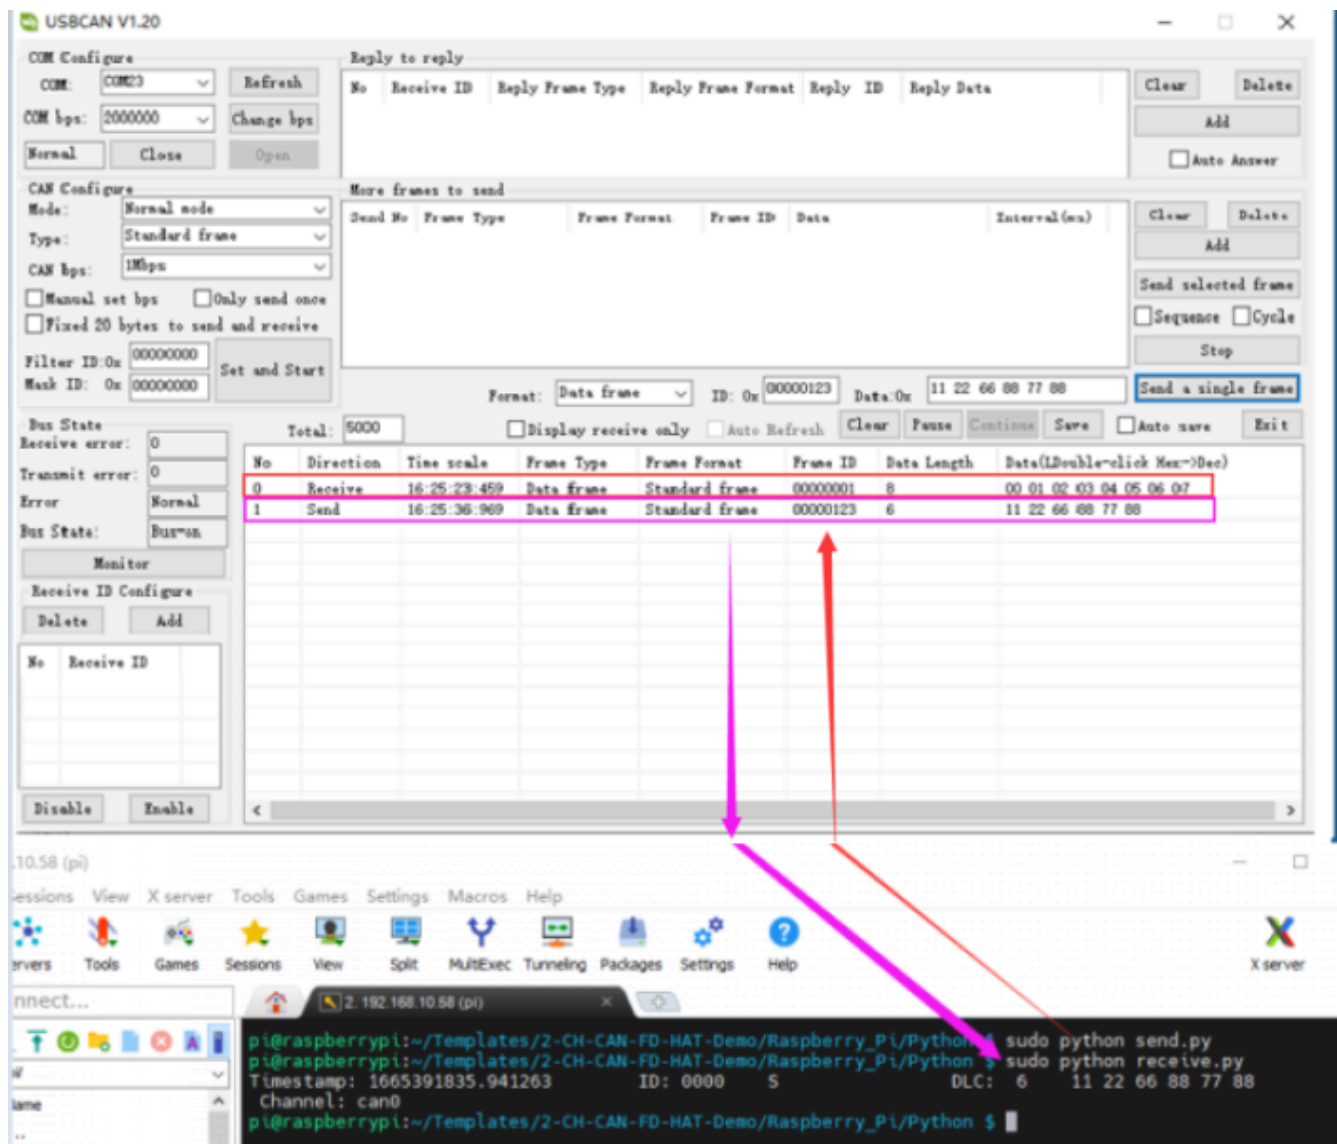 USBCAN V1.20
COM Configure
COM: COM23 Refresh
COM bps: 2000000 Change bps
Normal Close Open
Reply to reply
No Receive ID Reply Frame Type Reply Frame Format Reply ID Reply Data
Clear Delete
Add
Auto Answer
CAN Configure
Mode: Normal mode
Type: Standard frame
CAN bps: 1Mbps
Manual set bps Only send once
Fixed 20 bytes to send and receive
Filter ID:0x 00000000
Mask ID: 0x 00000000
Set and Start
More frames to send
Send No Frame Type Frame Format Frame ID Data Interval(ms)
Clear Delete
Add
Send selected frame
Sequence Cycle
Stop
Format: Data frame ID: 0x 00000123 Data:0x 11 22 66 88 77 88 Send a single frame
Total: 5000 Display receive only Auto Refresh Clear Pause Continue Save Auto save Exit
Bus State
Receive error: 0
Transmit error: 0
Error Normal
Bus State: Bus-on
Monitor
No Direction Time scale Frame Type Frame Format Frame ID Data Length Data(LDouble-click Hex->Dec)
0 Receive 16:25:23:459 Data frame Standard frame 00000001 8 00 01 02 03 04 05 06 07
1 Send 16:25:36:969 Data frame Standard frame 00000123 6 11 22 66 88 77 88
Receive ID Configure
Delete Add
No Receive ID
Disable Enable
.10.58 (pi)
essions View X server Tools Games Settings Macros Help
ervers Tools Games Sessions View Split MultiExec Tunneling Packages Settings Help X server
nnect...
2. 192.168.10.58 (pi)
ame
..
pi@raspberrypi:~/Templates/2-CH-CAN-FD-HAT-Demo/Raspberry_Pi/Python $ sudo python send.py
pi@raspberrypi:~/Templates/2-CH-CAN-FD-HAT-Demo/Raspberry_Pi/Python $ sudo python receive.py
Timestamp: 1665391835.941263 ID: 0000 S DLC: 6 11 22 66 88 77 88
Channel: can0
pi@raspberrypi:~/Templates/2-CH-CAN-FD-HAT-Demo/Raspberry_Pi/Python $